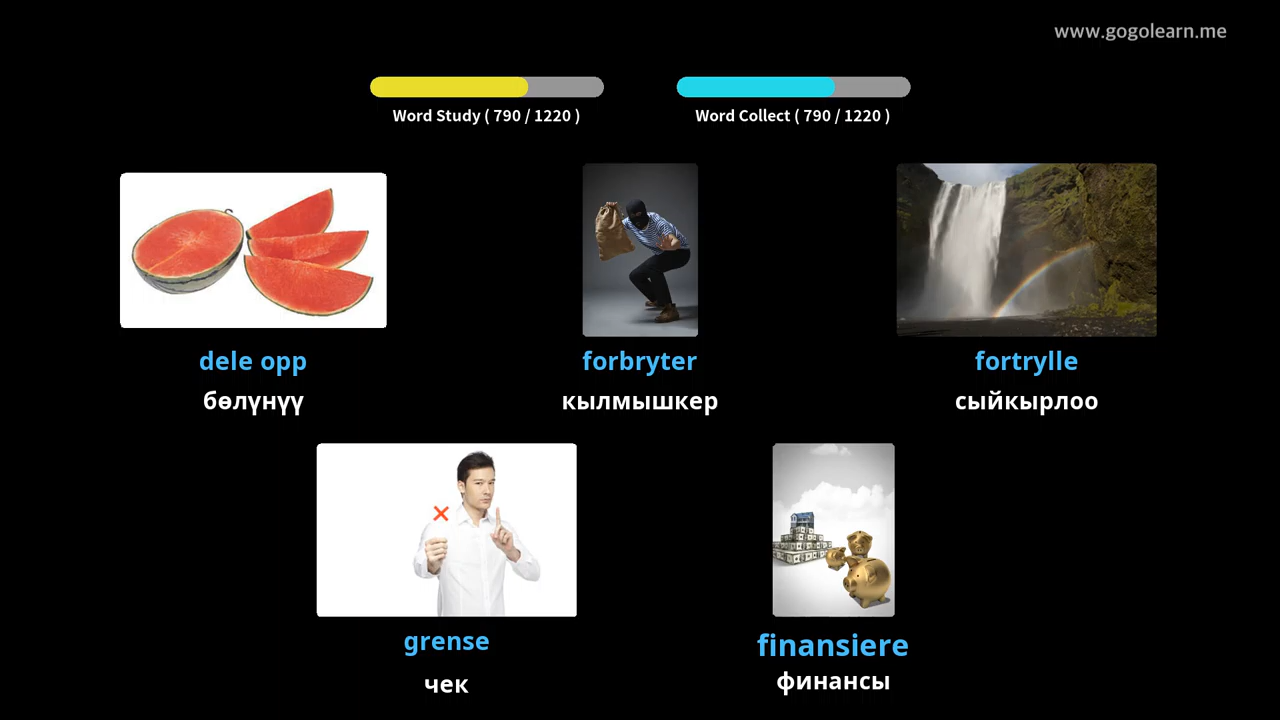 www.gogolearn.me
Word Study ( 790 / 1220 )
Word Collect ( 790 / 1220 )
dele opp
forbryter
fortrylle
бөлүнүү
кылмышкер
сыйкырлоо
grense
finansiere
чек
финансы